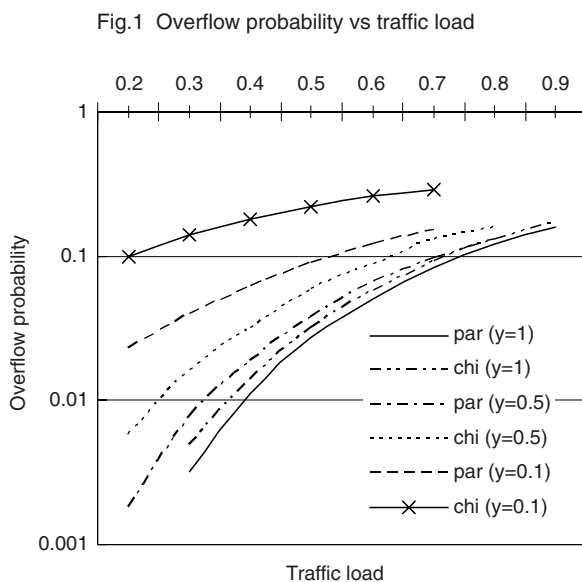 Fig.1 Overflow probability vs traffic load
0.2 0.3 0.4 0.5 0.6 0.7 0.8 0.9
1
0.1
0.01
0.001
Overflow probability
par (y=1)
chi (y=1)
par (y=0.5)
chi (y=0.5)
par (y=0.1)
chi (y=0.1)
Traffic load